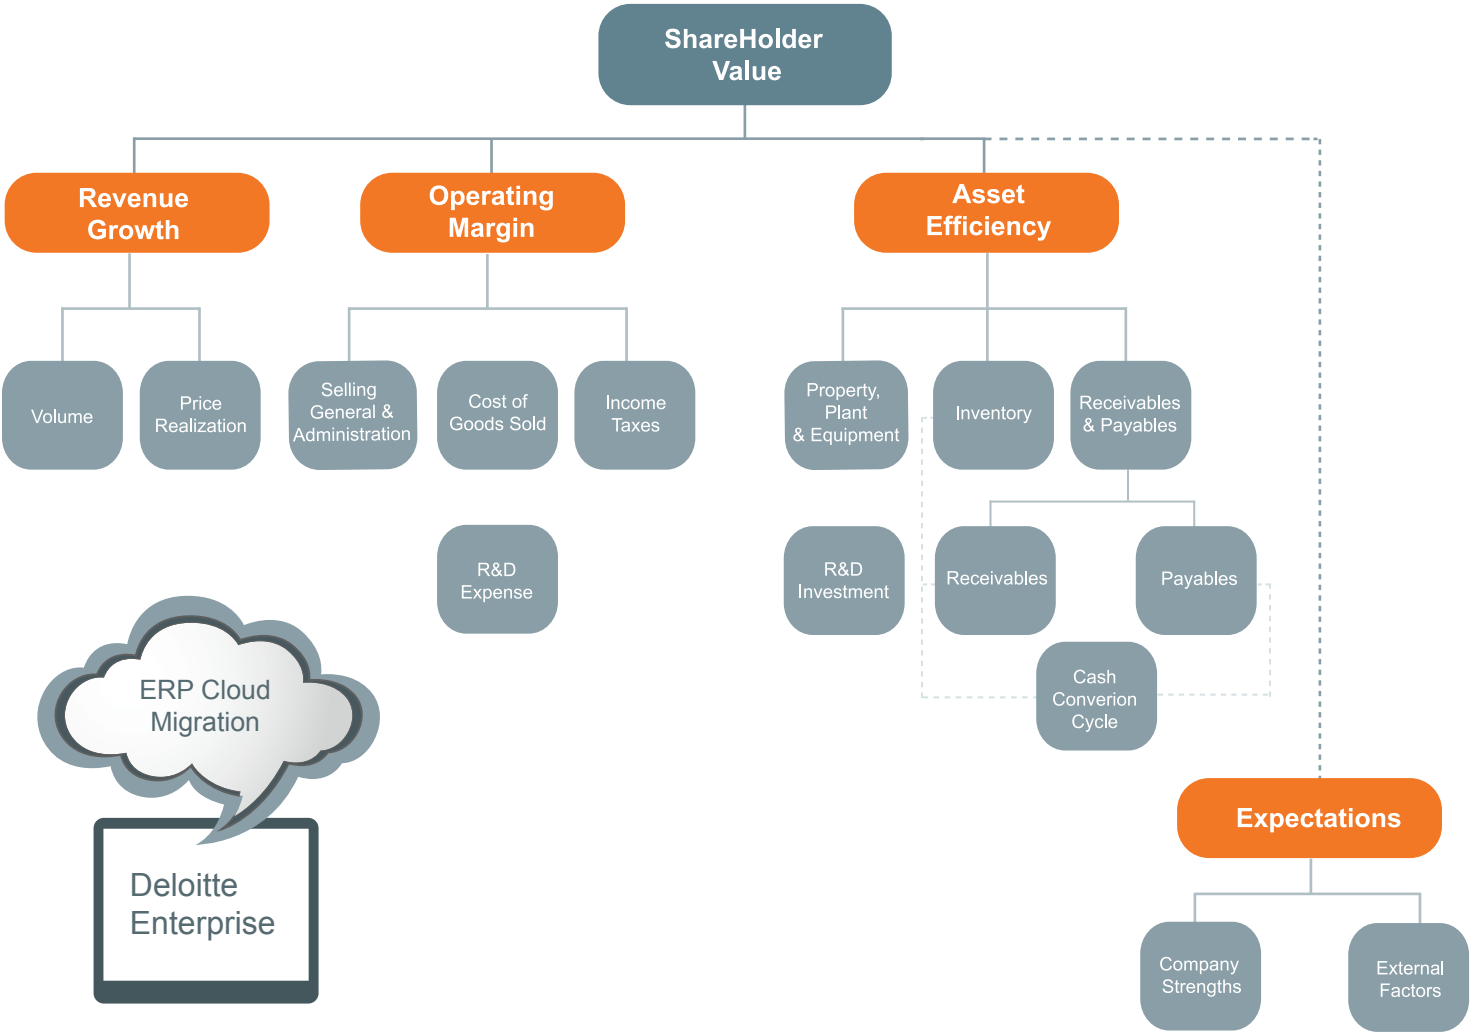 ShareHolder
Value
Revenue
Growth
Operating
Margin
Asset
Efficiency
Volume
Price
Realization
Selling
General &
Administration
Cost of
Goods Sold
Income
Taxes
Property,
Plant
& Equipment
Inventory
Receivables
& Payables
R&D
Expense
R&D
Investment
Receivables
Payables
Cash
Converion
Cycle
ERP Cloud
Migration
Deloitte
Enterprise
Expectations
Company
Strengths
External
Factors